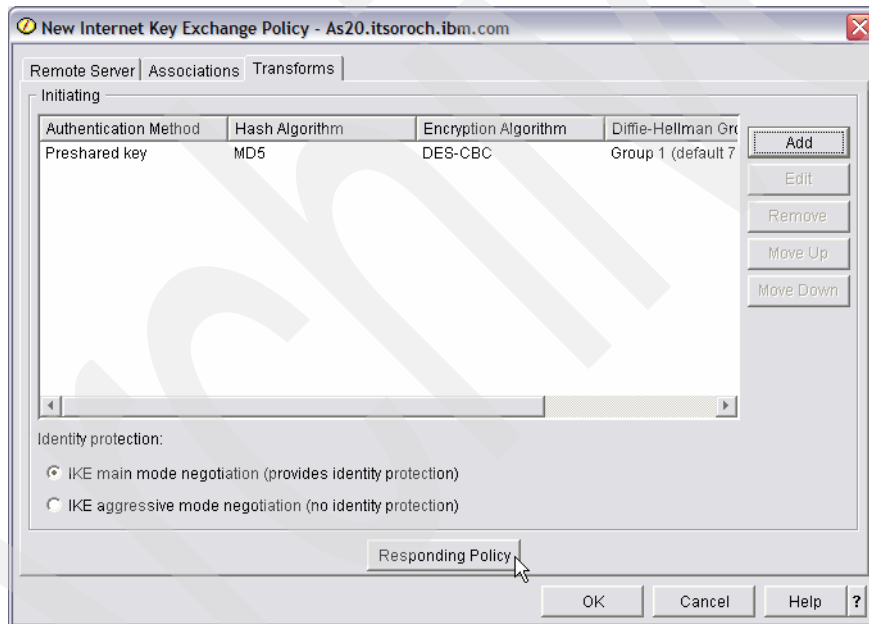 New Internet Key Exchange Policy - As20.itsoroch.ibm.com
Remote Server Associations Transforms
Initiating
Authentication Method Hash Algorithm Encryption Algorithm Diffie-Hellman Grc
Preshared key MD5 DES-CBC Group 1 (default 7
Add
Edit
Remove
Move Up
Move Down
Identity protection:
IKE main mode negotiation (provides identity protection)
IKE aggressive mode negotiation (no identity protection)
Responding Policy
OK Cancel Help ?